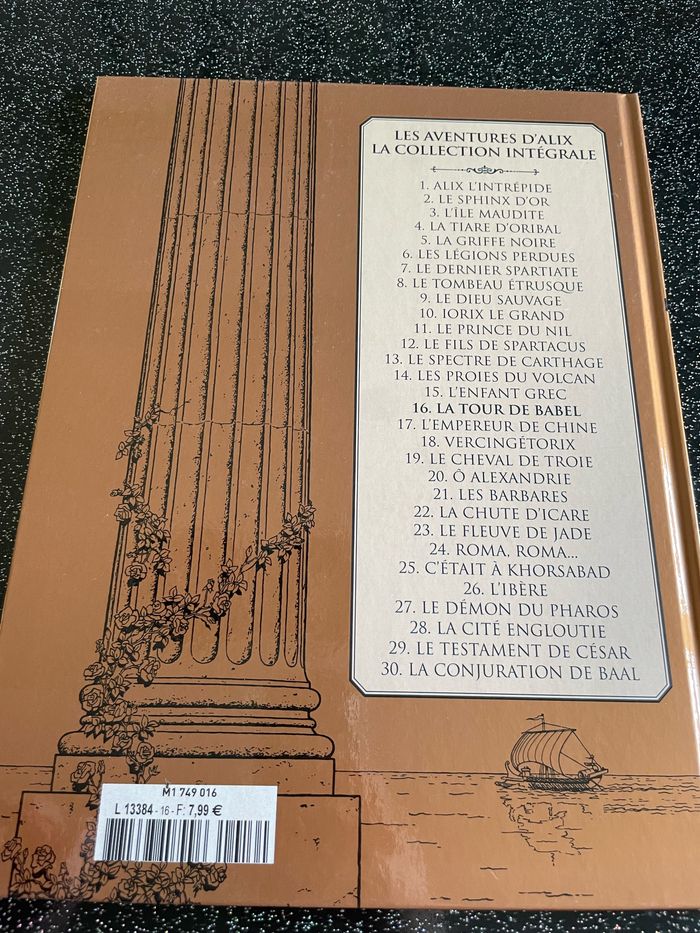 LES AVENTURES D'ALIX
LA COLLECTION INTÉGRALE
1. ALIX L'INTRÉPIDE
2. LE SPHINX D'OR
3. L'ÎLE MAUDITE
4. LA TIARE D'ORIBAL
5. LA GRIFFE NOIRE
6. LES LÉGIONS PERDUES
7. LE DERNIER SPARTIATE
8. LE TOMBEAU ÉTRUSQUE
9. LE DIEU SAUVAGE
10. IORIX LE GRAND
11. LE PRINCE DU NIL
12. LE FILS DE SPARTACUS
13. LE SPECTRE DE CARTHAGE
14. LES PROIES DU VOLCAN
15. L'ENFANT GREC
16. LA TOUR DE BABEL
17. L'EMPEREUR DE CHINE
18. VERCINGÉTORIX
19. LE CHEVAL DE TROIE
20. Ô ALEXANDRIE
21. LES BARBARES
22. LA CHUTE D'ICARE
23. LE FLEUVE DE JADE
24. ROMA, ROMA...
25. C'ÉTAIT À KHORSABAD
26. L'IBÈRE
27. LE DÉMON DU PHAROS
28. LA CITÉ ENGLOUTIE
29. LE TESTAMENT DE CÉSAR
30. LA CONJURATION DE BAAL
M1 749 016
L 13384 - 16 - F: 7,99 €